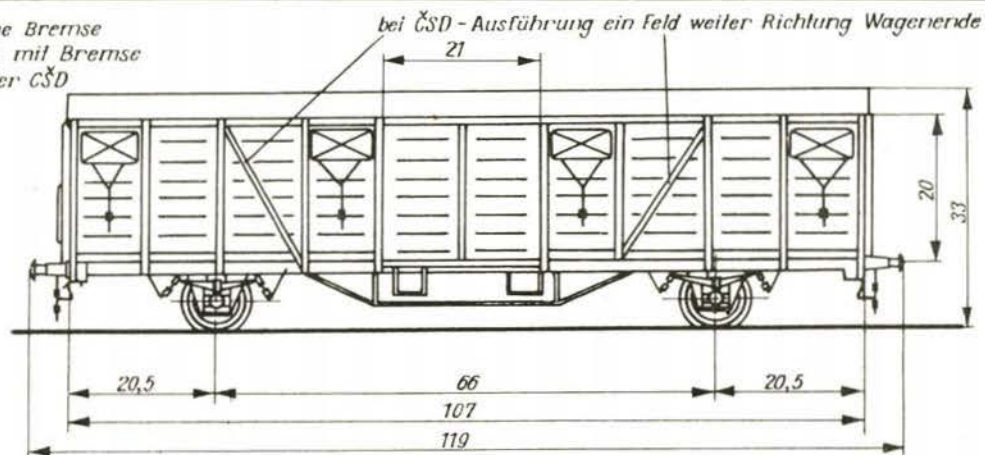 e Bremse
mit Bremse
er ČSD
bei ČSD - Ausführung ein Feld weiter Richtung Wagenende
21
20
33
20,5
66
20,5
107
119